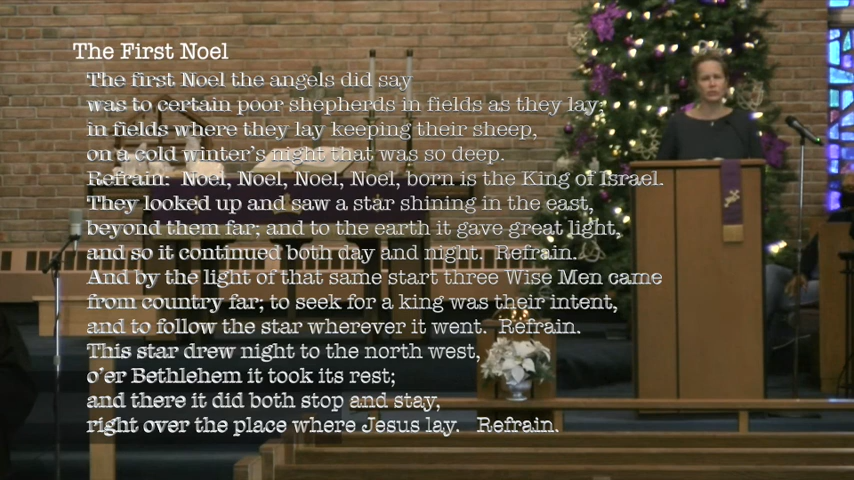 The First Noel
The first Noel the angels did say
was to certain poor shepherds in fields as they lay;
in fields where they lay keeping their sheep,
on a cold winter's night that was so deep.
Refrain:  Noel, Noel, Noel, Noel, born is the King of Israel.
They looked up and saw a star shining in the east,
beyond them far; and to the earth it gave great light,
and so it continued both day and night.  Refrain.
And by the light of that same start three Wise Men came
from country far; to seek for a king was their intent,
and to follow the star wherever it went.  Refrain.
This star drew night to the north west,
o'er Bethlehem it took its rest;
and there it did both stop and stay,
right over the place where Jesus lay.   Refrain.